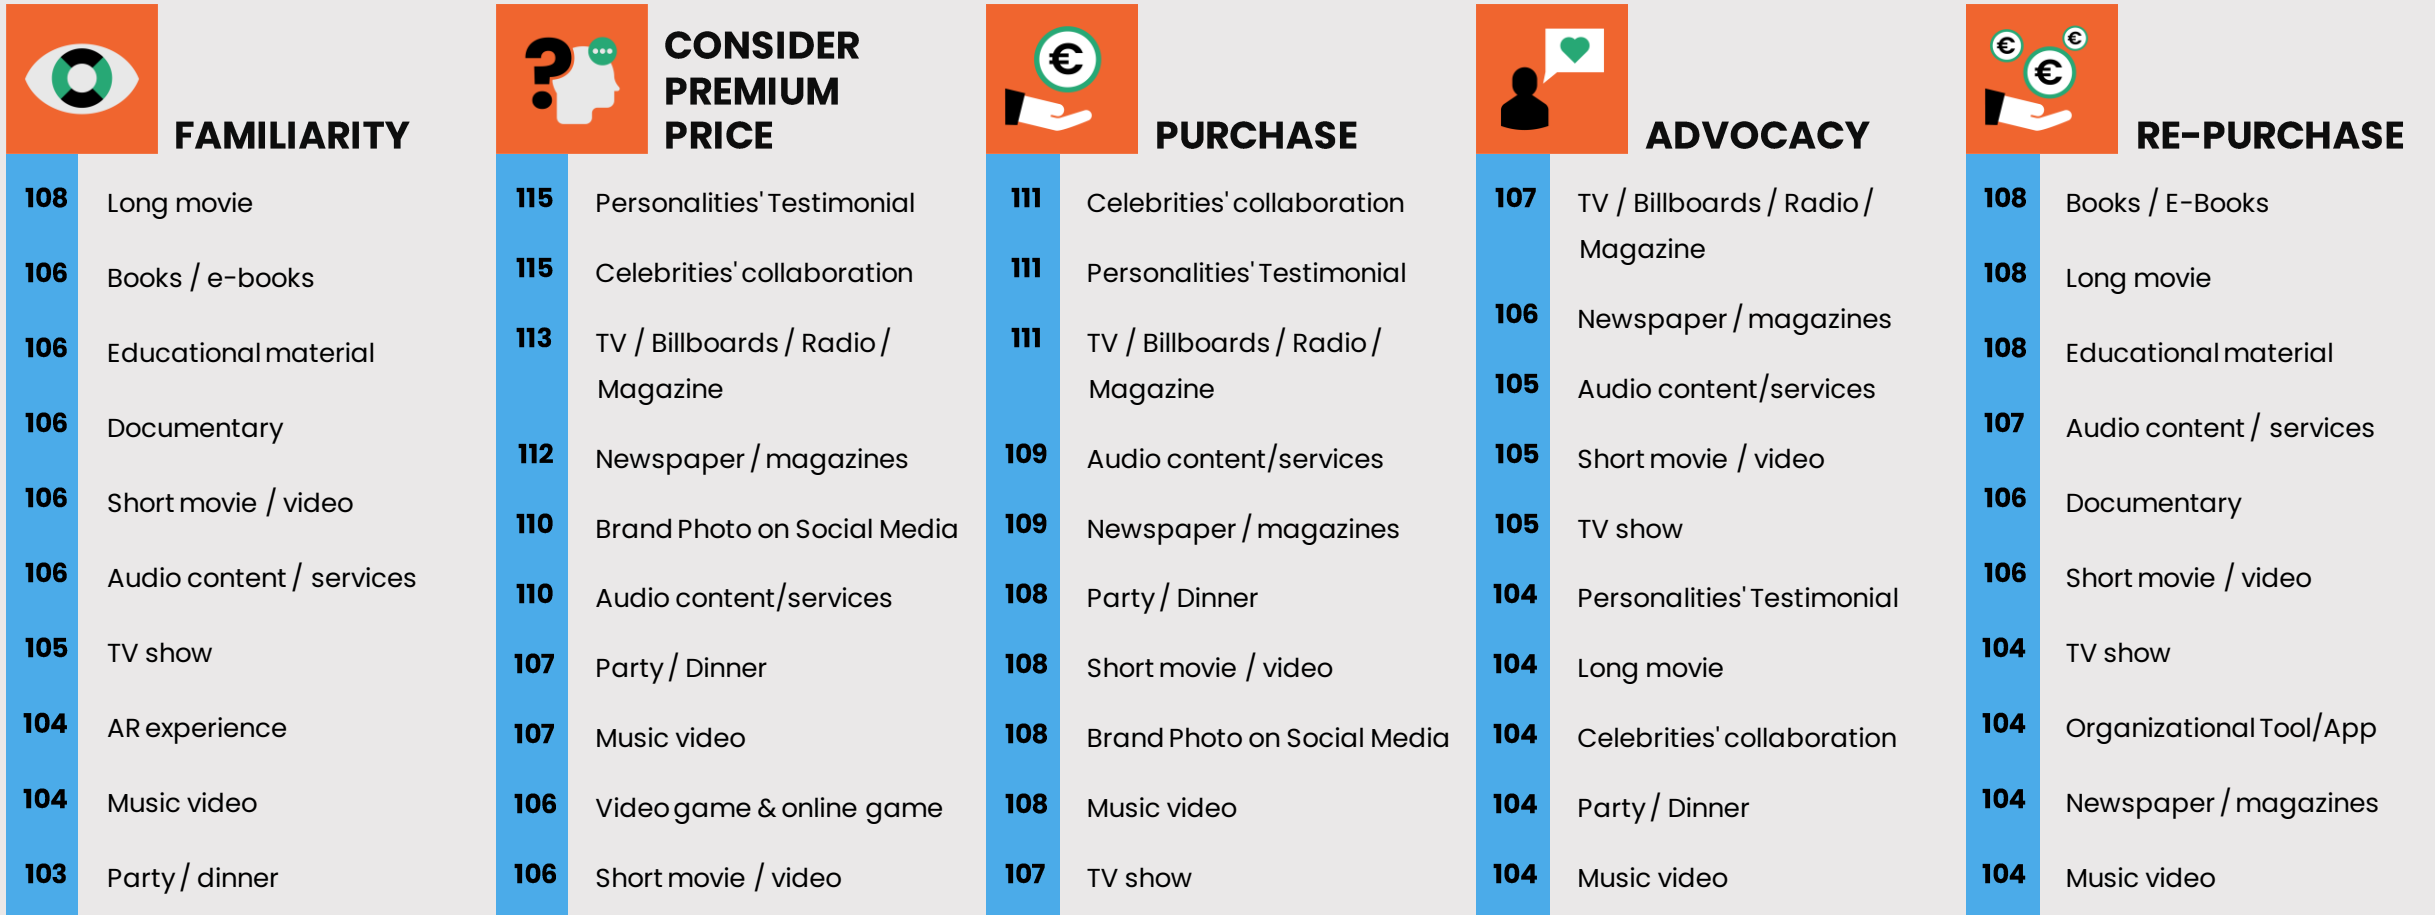 FAMILIARITY
108 Long movie
106 Books / e-books
106 Educational material
106 Documentary
106 Short movie / video
106 Audio content / services
105 TV show
104 AR experience
104 Music video
103 Party / dinner
CONSIDER
PREMIUM
PRICE
115 Personalities' Testimonial
115 Celebrities' collaboration
113 TV / Billboards / Radio /
Magazine
112 Newspaper / magazines
110 Brand Photo on Social Media
110 Audio content/services
107 Party / Dinner
107 Music video
106 Video game & online game
106 Short movie / video
€
PURCHASE
111 Celebrities' collaboration
111 Personalities' Testimonial
111 TV / Billboards / Radio /
Magazine
109 Audio content/services
109 Newspaper / magazines
108 Party / Dinner
108 Short movie / video
108 Brand Photo on Social Media
108 Music video
107 TV show
ADVOCACY
107 TV / Billboards / Radio /
Magazine
106 Newspaper / magazines
105 Audio content/services
105 Short movie / video
105 TV show
104 Personalities' Testimonial
104 Long movie
104 Celebrities' collaboration
104 Party / Dinner
104 Music video
€ € €
RE-PURCHASE
108 Books / E-Books
108 Long movie
108 Educational material
107 Audio content / services
106 Documentary
106 Short movie / video
104 TV show
104 Organizational Tool/App
104 Newspaper / magazines
104 Music video